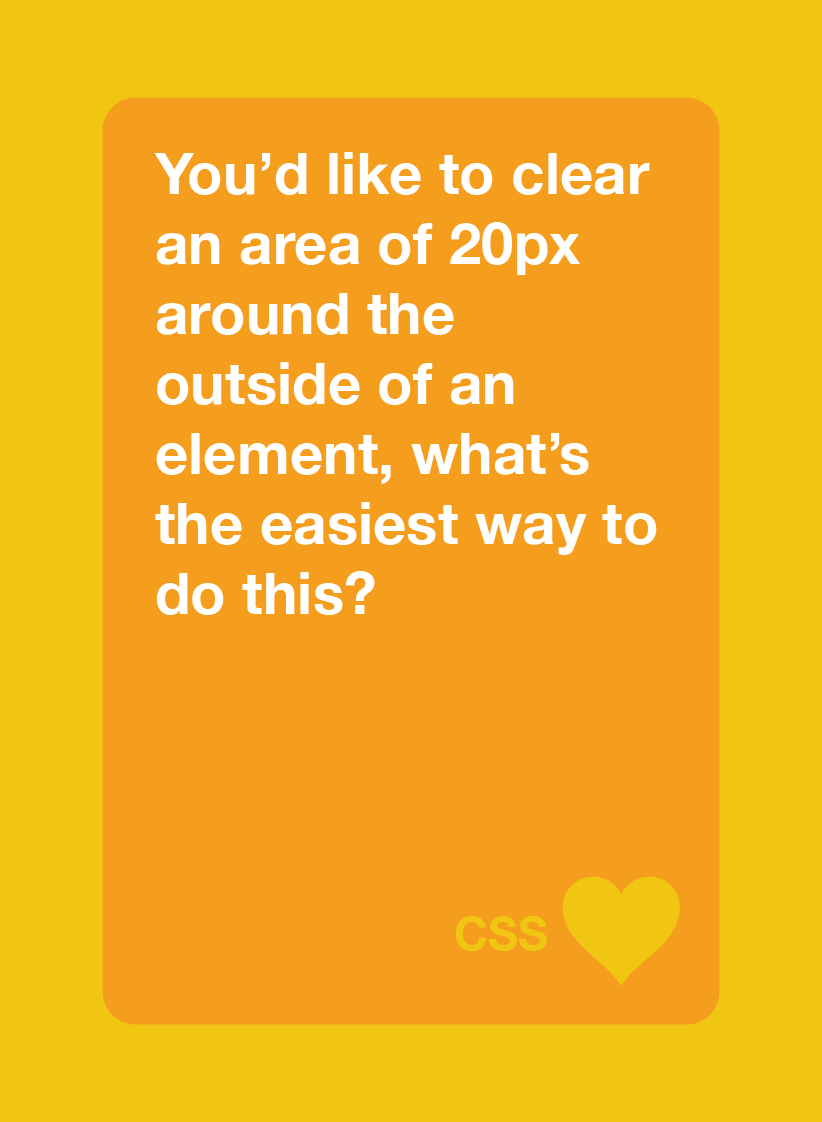 You’d like to clear
an area of 20px
around the
outside of an
element, what’s
the easiest way to
do this?
CSS